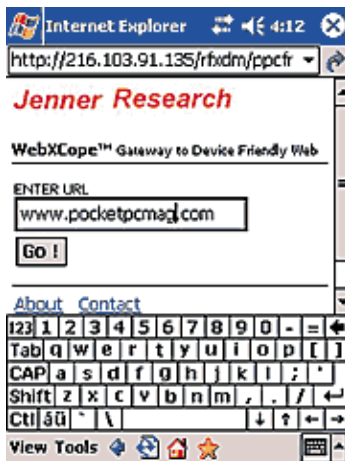 Internet Explorer 4:12
http://216.103.91.135/rfxdm/ppcfr
Jenner Research
WebXCope™ Gateway to Device Friendly Web
ENTER URL
www.pocketpcmag.com
Go !
About Contact
123 1 2 3 4 5 6 7 8 9 0 - =
Tab q w e r t y u i o p [ ]
CAP a s d f g h j k l ; '
Shift z x c v b n m , . /
Ctl áü ` \
View Tools